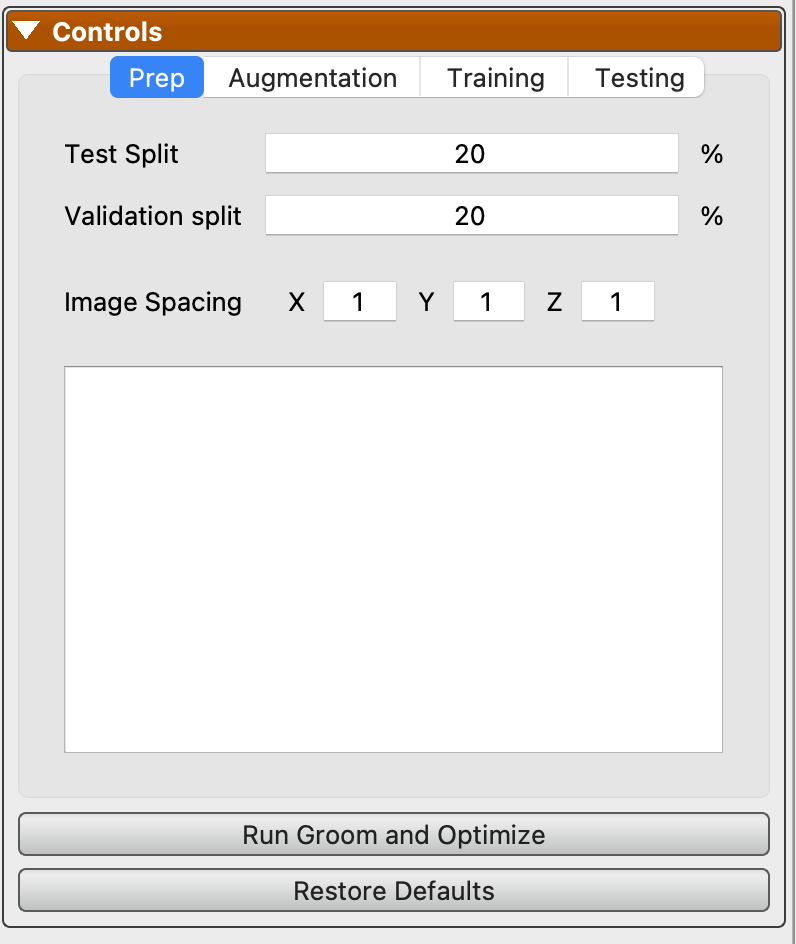 Controls
Prep Augmentation Training Testing
Test Split 20 %
Validation split 20 %
Image Spacing X 1 Y 1 Z 1
Run Groom and Optimize
Restore Defaults